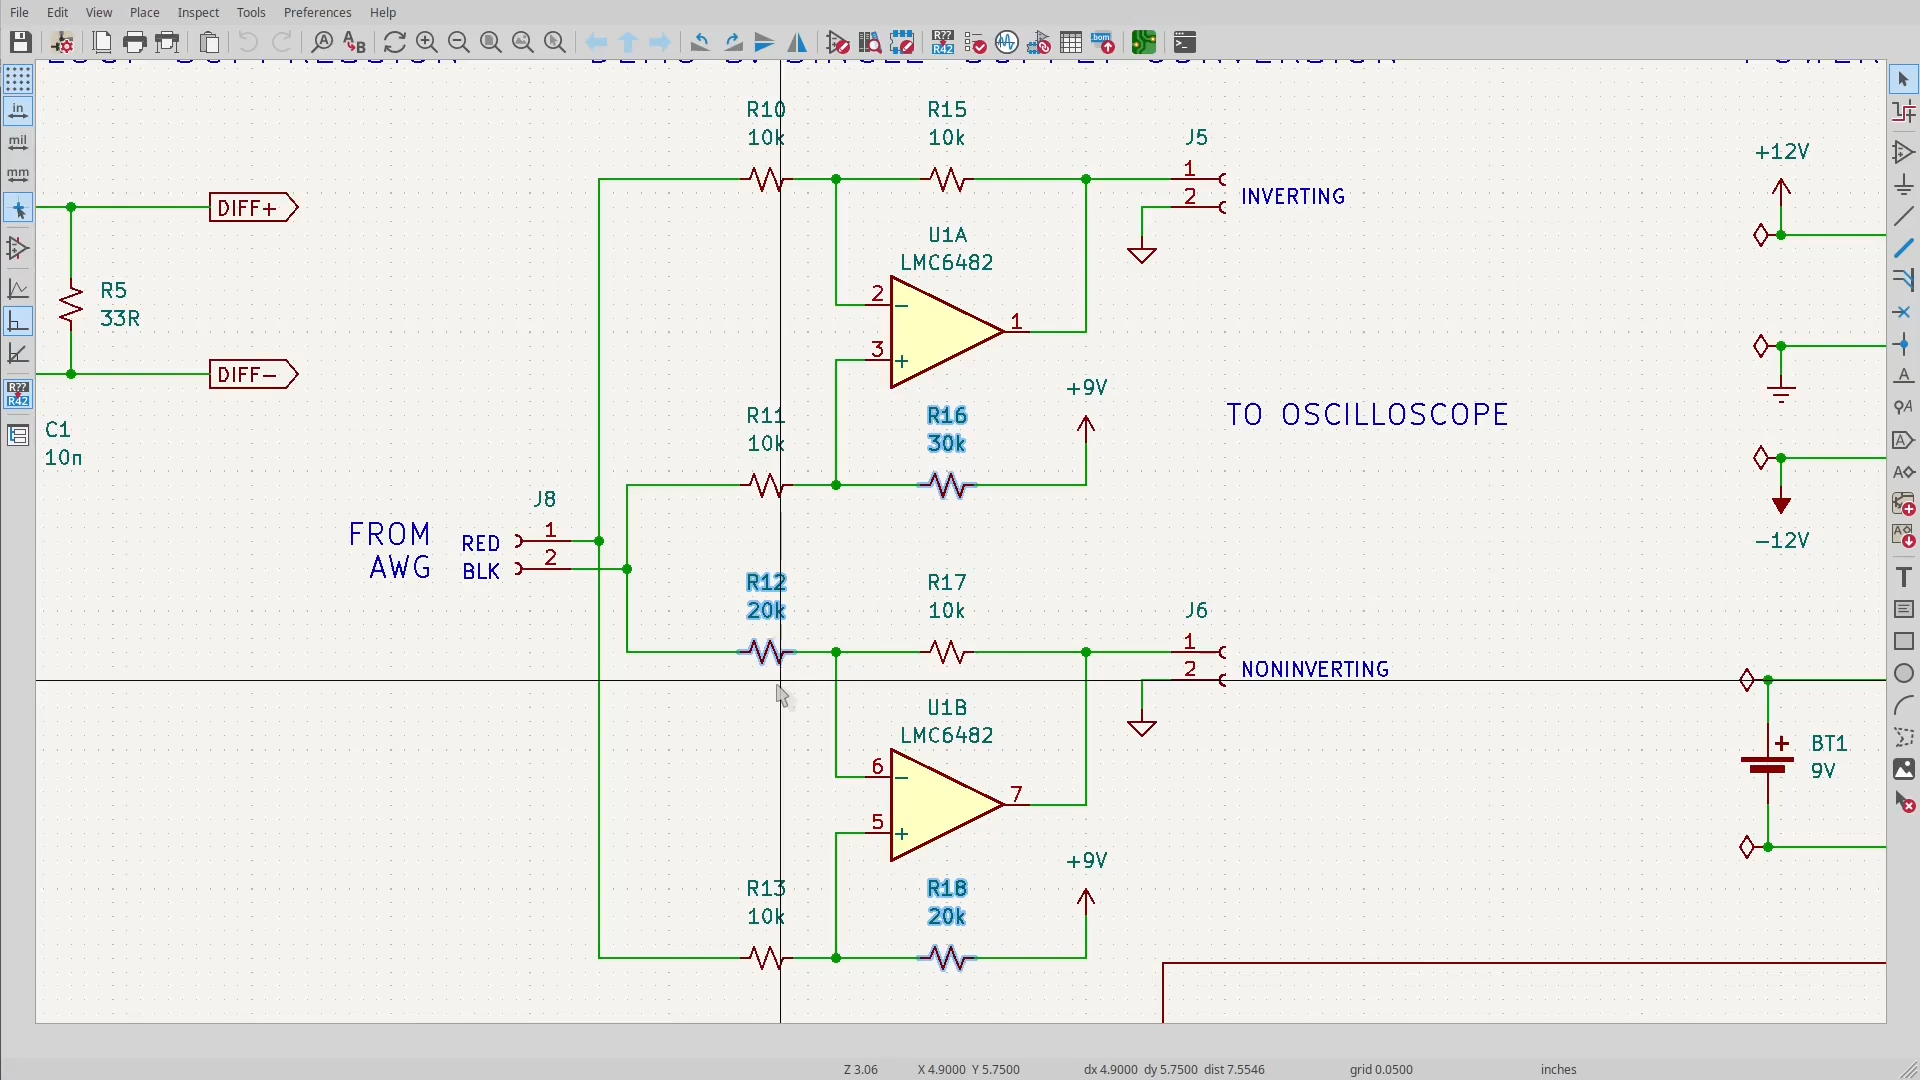 File Edit View Place Inspect Tools Preferences Help
in
mil
mm
R??
R42
R10
10k
R15
10k
J5
1
2
INVERTING
+12V
DIFF+
U1A
LMC6482
2
3
1
R5
33R
DIFF-
+9V
C1
10n
R11
10k
R16
30k
TO OSCILLOSCOPE
J8
FROM
AWG
RED
BLK
1
2
-12V
R12
20k
R17
10k
J6
1
2
NONINVERTING
U1B
LMC6482
6
5
7
BT1
9V
+9V
R13
10k
R18
20k
Z 3.06 X 4.9000 Y 5.7500 dx 4.9000 dy 5.7500 dist 7.5546 grid 0.0500 inches